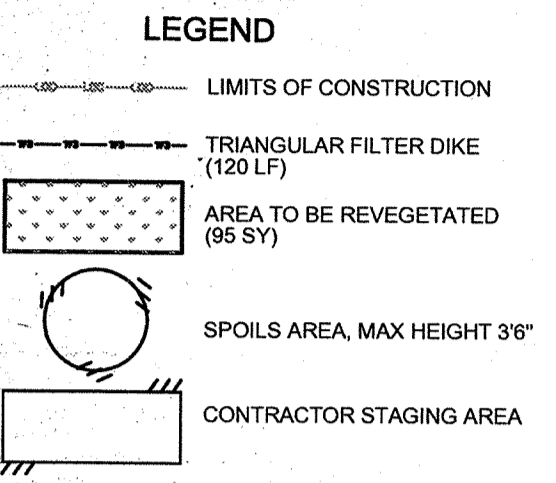 LEGEND
LIMITS OF CONSTRUCTION
TRIANGULAR FILTER DIKE
(120 LF)
AREA TO BE REVEGETATED
(95 SY)
SPOILS AREA, MAX HEIGHT 3'6"
CONTRACTOR STAGING AREA